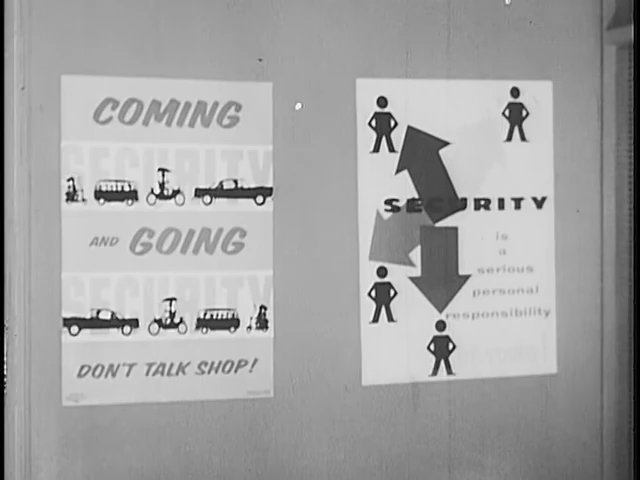 COMING
SECURITY
AND GOING
SECURITY
DON'T TALK SHOP!
SECURITY
is
a
serious
personal
responsibility